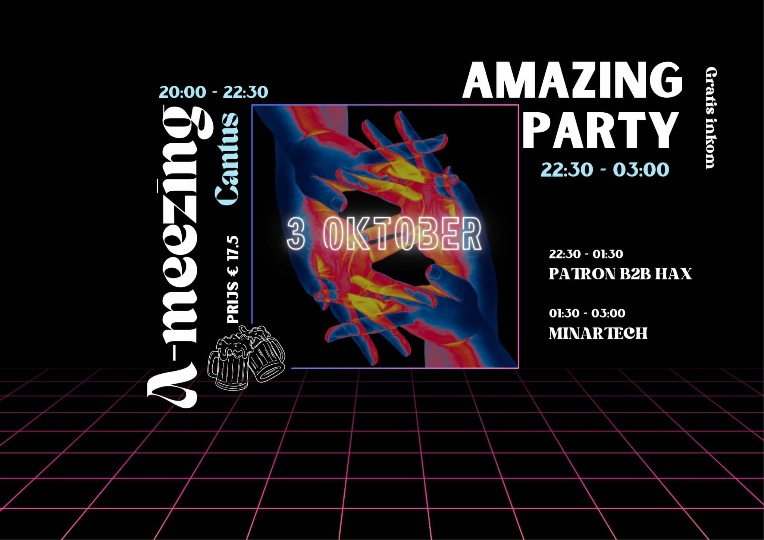 20:00 - 22:30
A-meezing
Cantus
PRIJS € 17.5
3 OKTOBER
AMAZING
PARTY
22:30 - 03:00
Gratis inkom
22:30 - 01:30
PATRON B2B HAX
01:30 - 03:00
MINARTECH